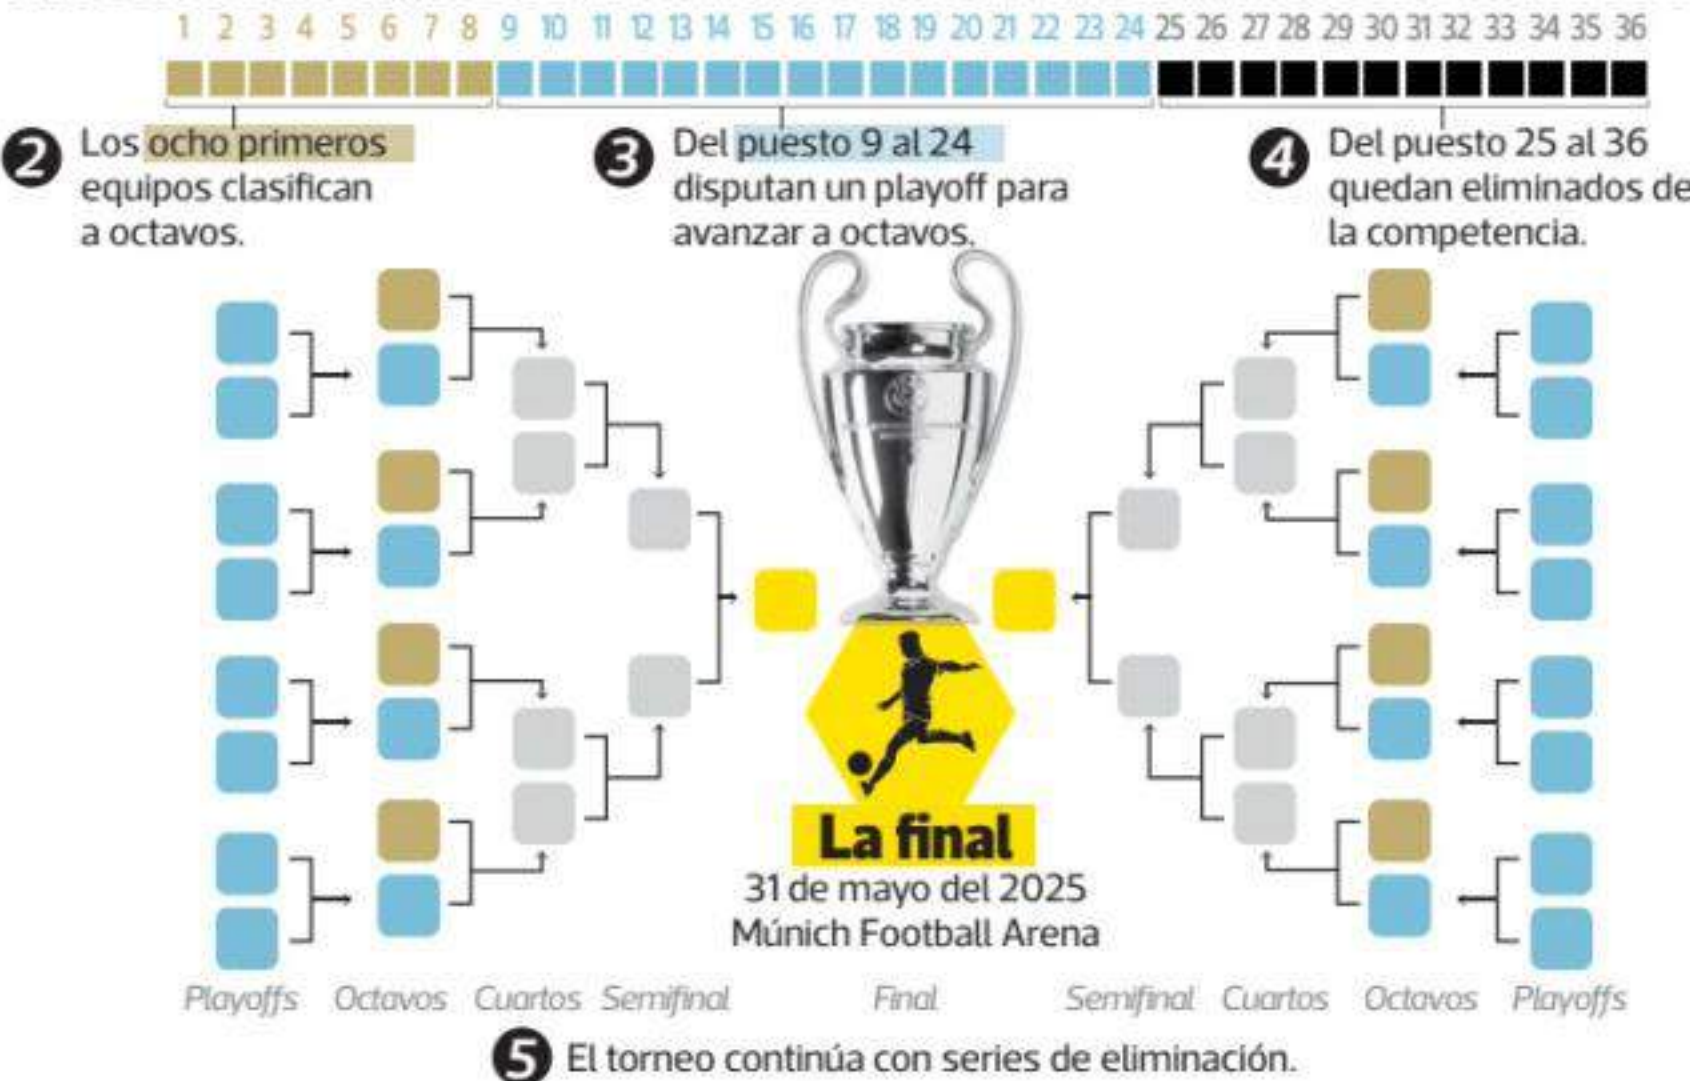 1 2 3 4 5 6 7 8 9 10 11 12 13 14 15 16 17 18 19 20 21 22 23 24 25 26 27 28 29 30 31 32 33 34 35 36
2 Los ocho primeros
equipos clasifican
a octavos.
3 Del puesto 9 al 24
disputan un playoff para
avanzar a octavos.
4 Del puesto 25 al 36
quedan eliminados de
la competencia.
La final
31 de mayo del 2025
Múnich Football Arena
Playoffs Octavos Cuartos Semifinal Final Semifinal Cuartos Octavos Playoffs
5 El torneo continúa con series de eliminación.